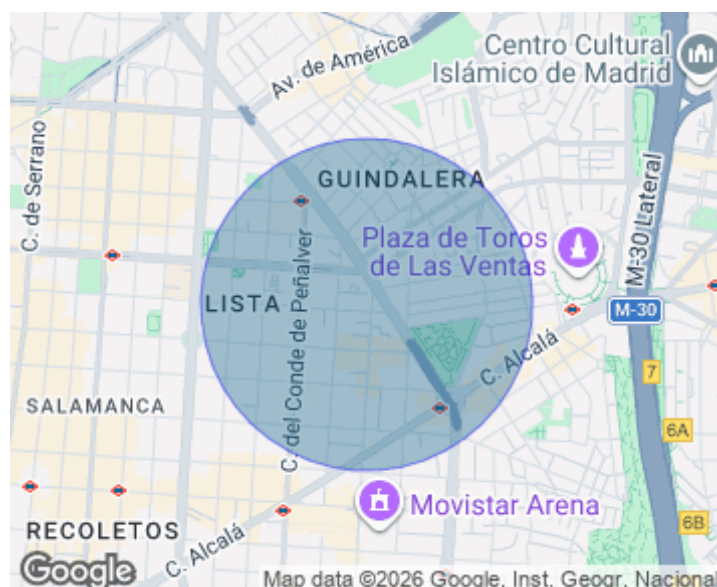 Centro Cultural
Islámico de Madrid
Av. de América
C. de Serrano
GUINDALERA
M-30 Lateral
Plaza de Toros
de Las Ventas
C. del Conde de Peñalver
LISTA
M-30
C. Alcalá
7
SALAMANCA
6A
Movistar Arena
6B
RECOLETOS
C. Alcalá
Google
Map data ©2026 Google, Inst. Geogr. Nacional